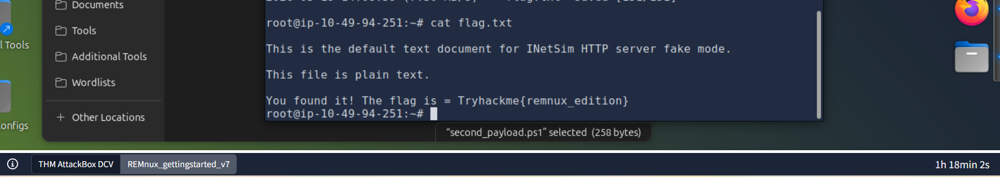 Documents
Tools
Additional Tools
Wordlists
Other Locations
l Tools
onfigs
root@ip-10-49-94-251:~# cat flag.txt
This is the default text document for INetSim HTTP server fake mode.
This file is plain text.
You found it! The flag is = Tryhackme{remnux_edition}
root@ip-10-49-94-251:~#
“second_payload.ps1” selected (258 bytes)
THM AttackBox DCV
REMnux_gettingstarted_v7
1h 18min 2s